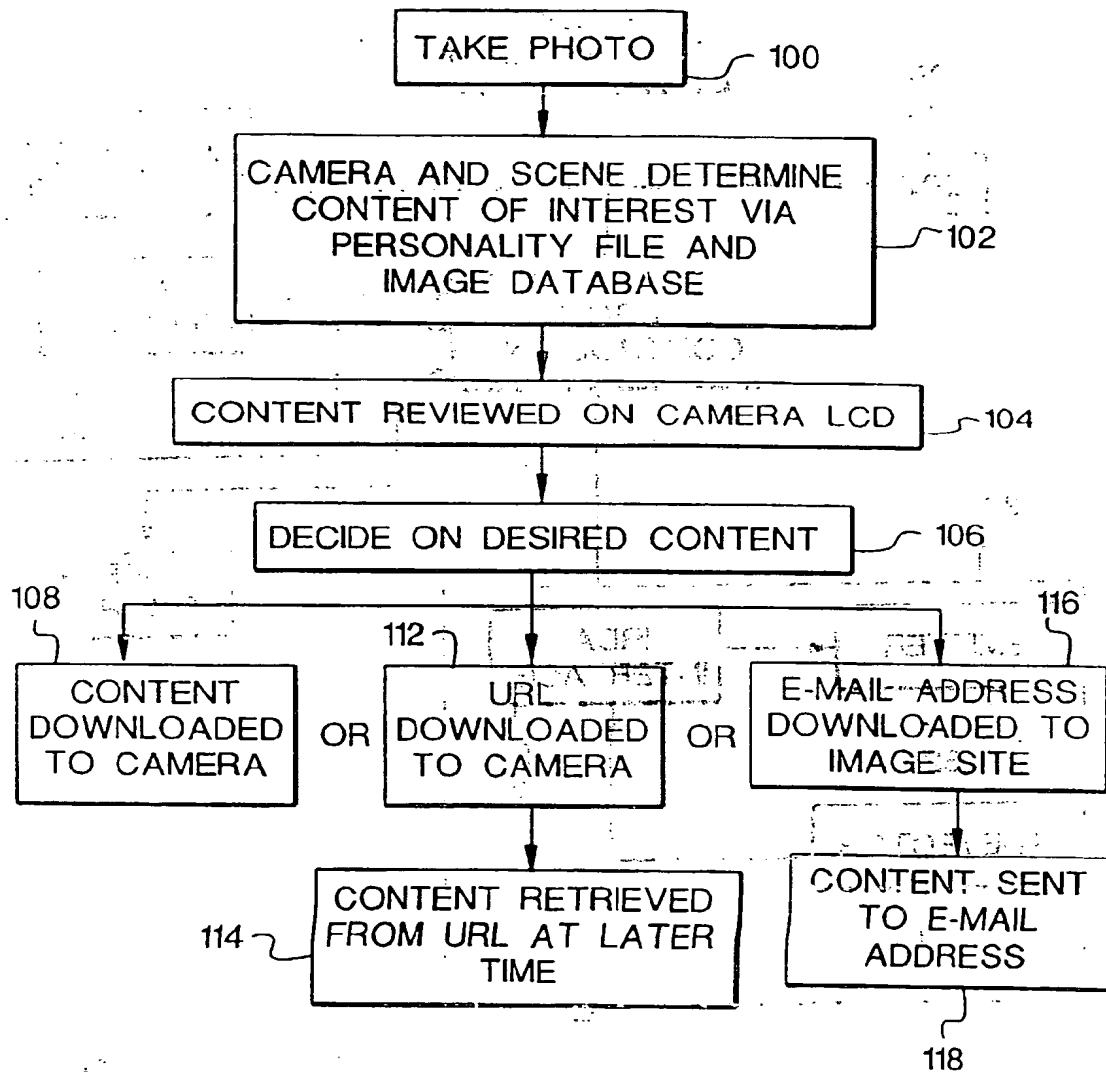 TAKE PHOTO
100
CAMERA AND SCENE DETERMINE
CONTENT OF INTEREST VIA
PERSONALITY FILE AND
IMAGE DATABASE
102
CONTENT REVIEWED ON CAMERA LCD
104
DECIDE ON DESIRED CONTENT
106
108
CONTENT
DOWNLOADED
TO CAMERA
OR
112
URL
DOWNLOADED
TO CAMERA
OR
116
E-MAIL ADDRESS
DOWNLOADED TO
IMAGE SITE
114
CONTENT RETRIEVED
FROM URL AT LATER
TIME
CONTENT SENT
TO E-MAIL
ADDRESS
118